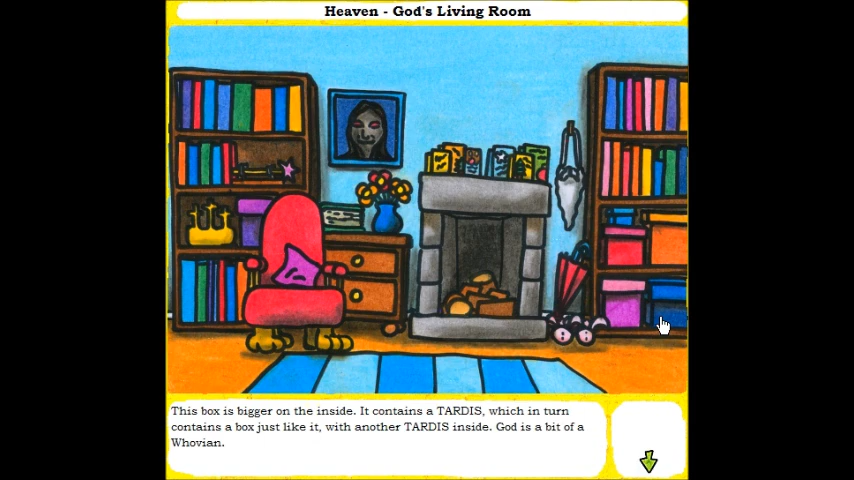 Heaven - God's Living Room
This box is bigger on the inside. It contains a TARDIS, which in turn
contains a box just like it, with another TARDIS inside. God is a bit of a
Whovian.